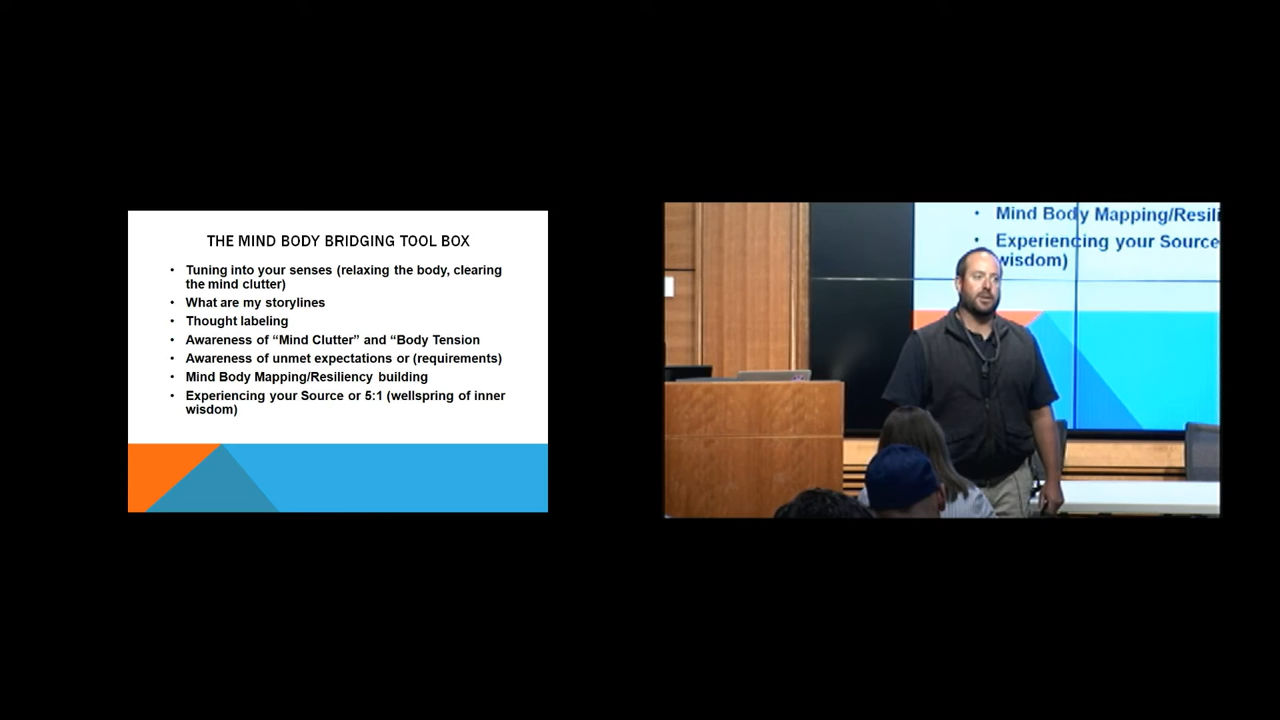 THE MIND BODY BRIDGING TOOL BOX
• Tuning into your senses (relaxing the body, clearing
the mind clutter)
• What are my storylines
• Thought labeling
• Awareness of “Mind Clutter” and “Body Tension
• Awareness of unmet expectations or (requirements)
• Mind Body Mapping/Resiliency building
• Experiencing your Source or 5:1 (wellspring of inner
wisdom)
• Mind Body Mapping/Resili
• Experiencing your Source
wisdom)